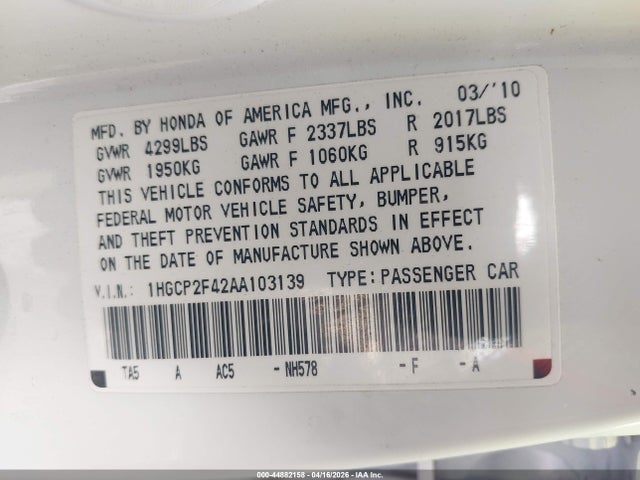 MFD. BY HONDA OF AMERICA MFG., INC. 03/'10
GVWR 4299LBS GAWR F 2337LBS R 2017LBS
GVWR 1950KG GAWR F 1060KG R 915KG
THIS VEHICLE CONFORMS TO ALL APPLICABLE
FEDERAL MOTOR VEHICLE SAFETY, BUMPER,
AND THEFT PREVENTION STANDARDS IN EFFECT
ON THE DATE OF MANUFACTURE SHOWN ABOVE.
V.I.N.: 1HGCP2F42AA103139 TYPE:PASSENGER CAR
TA5 A AC5 -NH578 -F -A
000-44882158 - 04/16/2026 - IAA Inc.